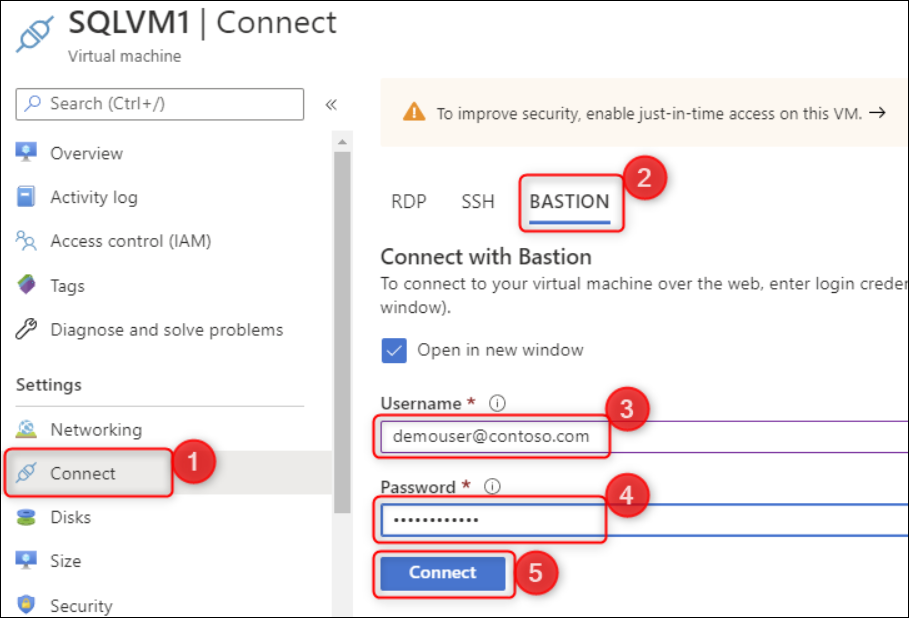 SQLVM1 | Connect
Virtual machine
Search (Ctrl+/)
«
Overview
Activity log
Access control (IAM)
Tags
Diagnose and solve problems
Settings
Networking
Connect
1
Disks
Size
Security
To improve security, enable just-in-time access on this VM. →
RDP SSH BASTION
2
Connect with Bastion
To connect to your virtual machine over the web, enter login
window).
Open in new window
Username * i
3
demouser@contoso.com
Password * i
4
••••••••••••
Connect
5